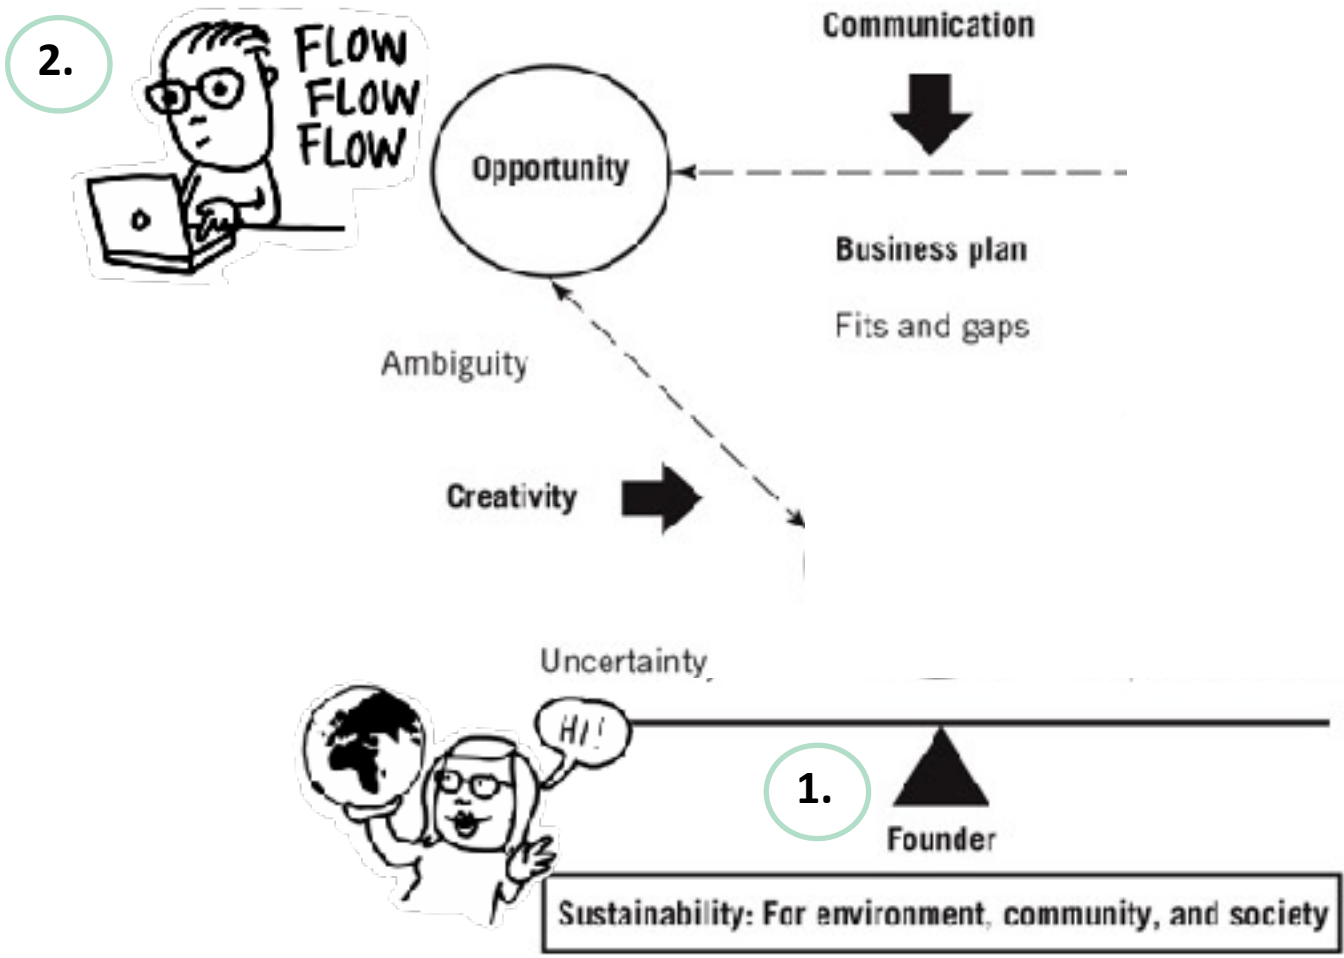 2.
FLOW
FLOW
FLOW
Communication
Opportunity
Business plan
Fits and gaps
Ambiguity
Creativity
Uncertainty
HI!
1.
Founder
Sustainability: For environment, community, and society